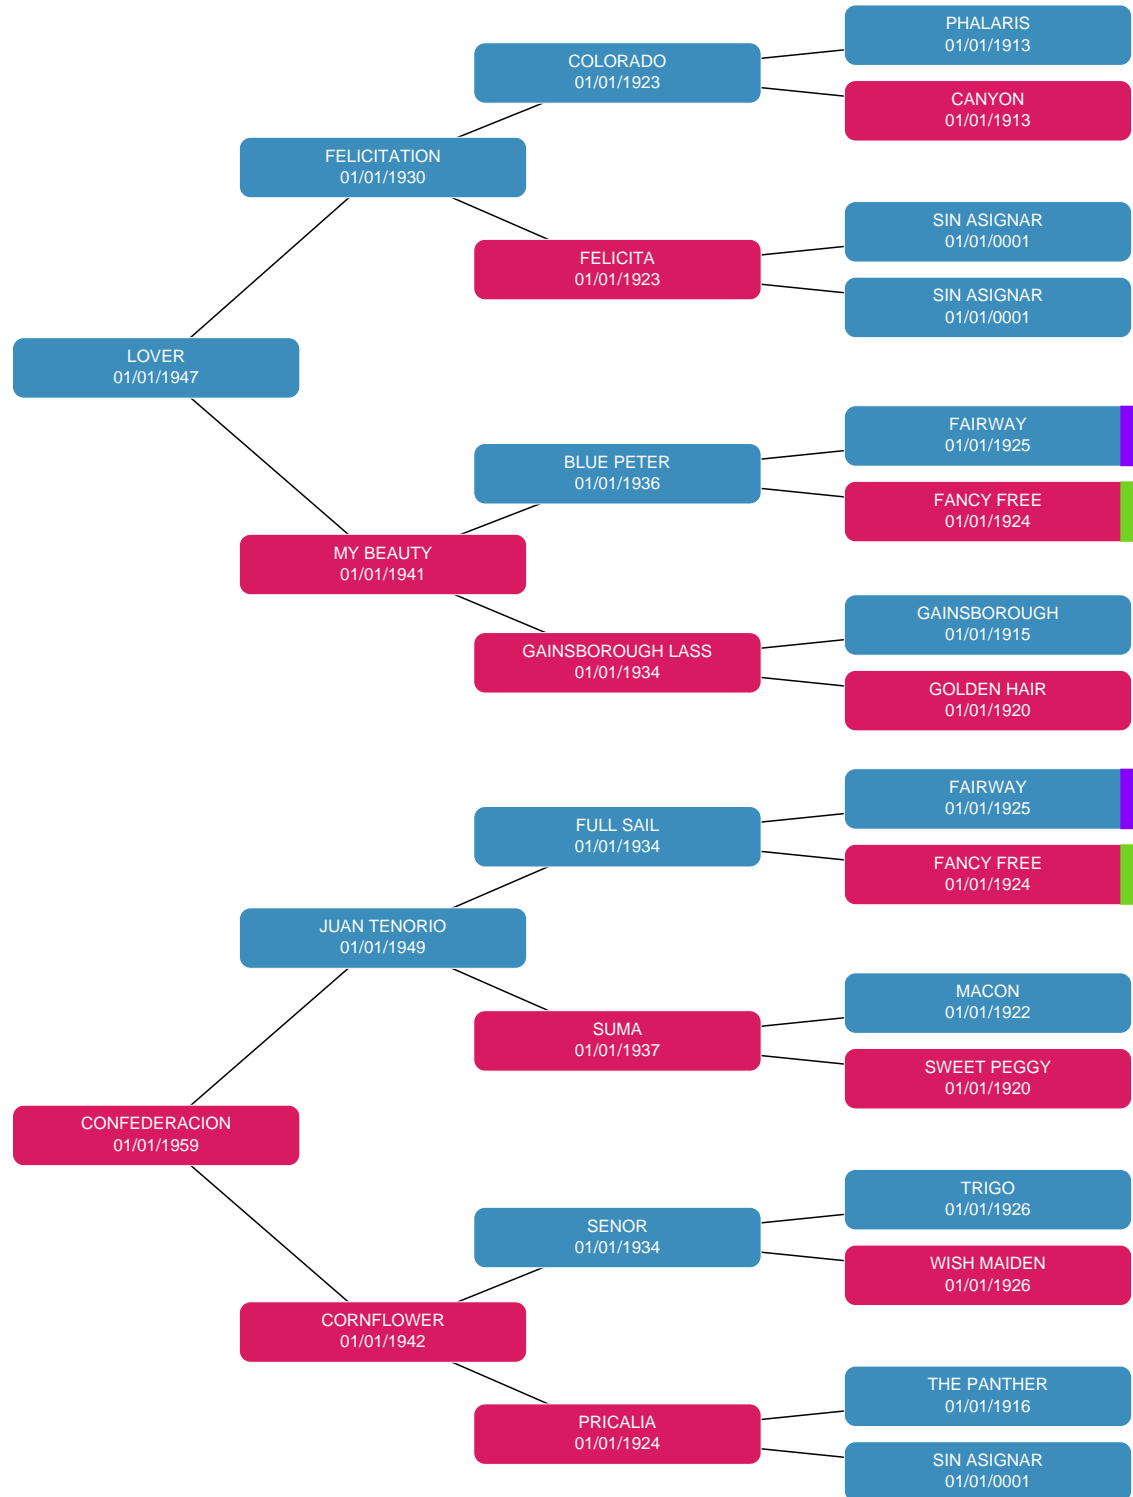 PHALARIS
01/01/1913
COLORADO
01/01/1923
CANYON
01/01/1913
FELICITATION
01/01/1930
SIN ASIGNAR
01/01/0001
FELICITA
01/01/1923
SIN ASIGNAR
01/01/0001
LOVER
01/01/1947
FAIRWAY
01/01/1925
BLUE PETER
01/01/1936
FANCY FREE
01/01/1924
MY BEAUTY
01/01/1941
GAINSBOROUGH
01/01/1915
GAINSBOROUGH LASS
01/01/1934
GOLDEN HAIR
01/01/1920
FAIRWAY
01/01/1925
FULL SAIL
01/01/1934
FANCY FREE
01/01/1924
JUAN TENORIO
01/01/1949
MACON
01/01/1922
SUMA
01/01/1937
SWEET PEGGY
01/01/1920
CONFEDERACION
01/01/1959
TRIGO
01/01/1926
SENOR
01/01/1934
WISH MAIDEN
01/01/1926
CORNFLOWER
01/01/1942
THE PANTHER
01/01/1916
PRICALIA
01/01/1924
SIN ASIGNAR
01/01/0001